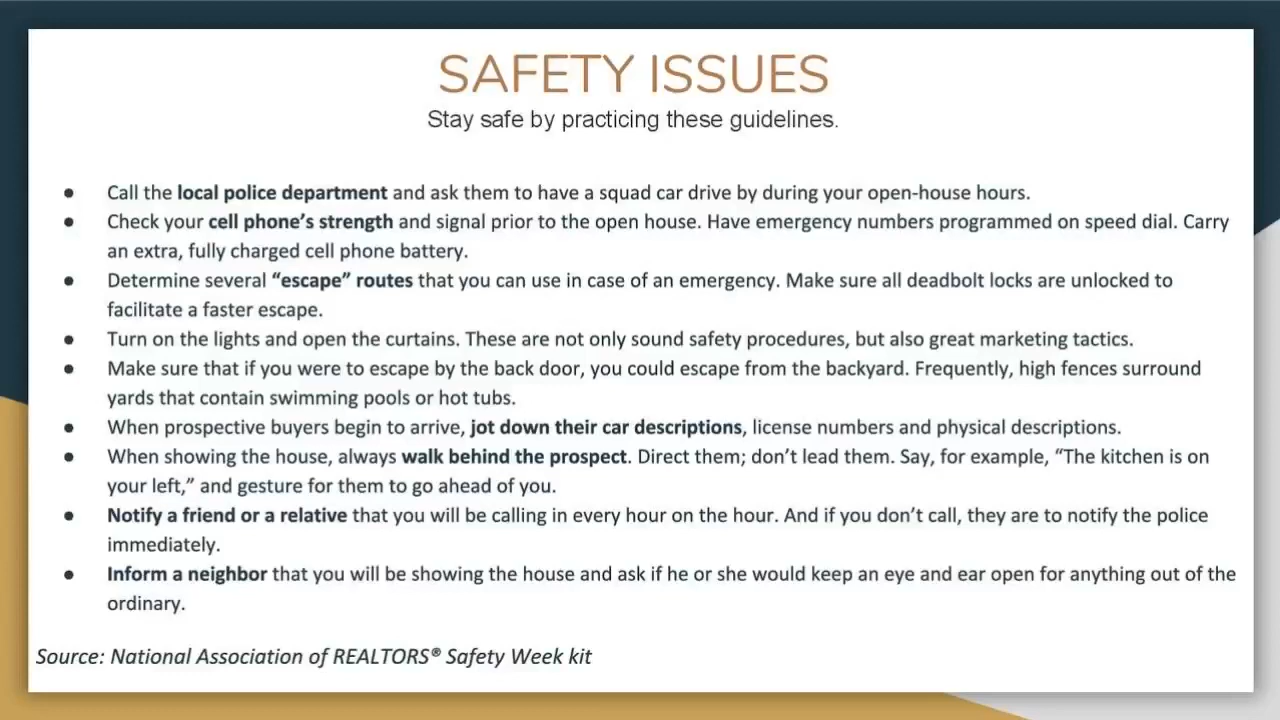 SAFETY ISSUES
Stay safe by practicing these guidelines.
● Call the local police department and ask them to have a squad car drive by during your open-house hours.
● Check your cell phone’s strength and signal prior to the open house. Have emergency numbers programmed on speed dial. Carry
an extra, fully charged cell phone battery.
● Determine several “escape” routes that you can use in case of an emergency. Make sure all deadbolt locks are unlocked to
facilitate a faster escape.
● Turn on the lights and open the curtains. These are not only sound safety procedures, but also great marketing tactics.
● Make sure that if you were to escape by the back door, you could escape from the backyard. Frequently, high fences surround
yards that contain swimming pools or hot tubs.
● When prospective buyers begin to arrive, jot down their car descriptions, license numbers and physical descriptions.
● When showing the house, always walk behind the prospect. Direct them; don’t lead them. Say, for example, “The kitchen is on
your left,” and gesture for them to go ahead of you.
● Notify a friend or a relative that you will be calling in every hour on the hour. And if you don’t call, they are to notify the police
immediately.
● Inform a neighbor that you will be showing the house and ask if he or she would keep an eye and ear open for anything out of the
ordinary.
Source: National Association of REALTORS® Safety Week kit